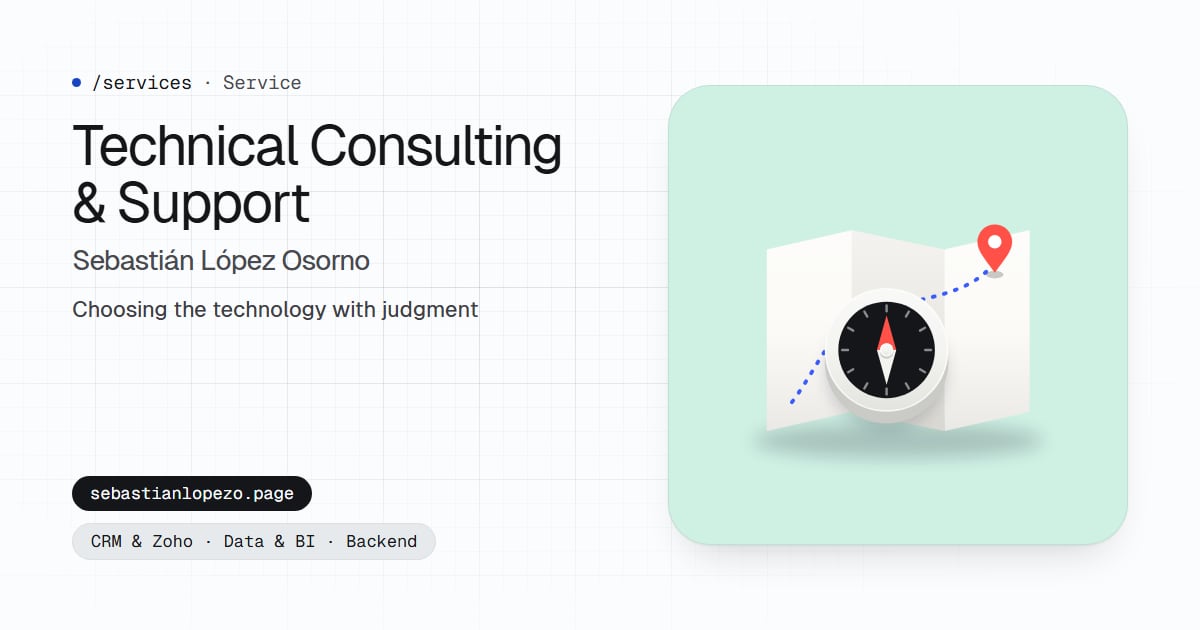 /services · Service
Technical Consulting
& Support
Sebastián López Osorno
Choosing the technology with judgment
sebastianlopezo.page
CRM & Zoho · Data & BI · Backend